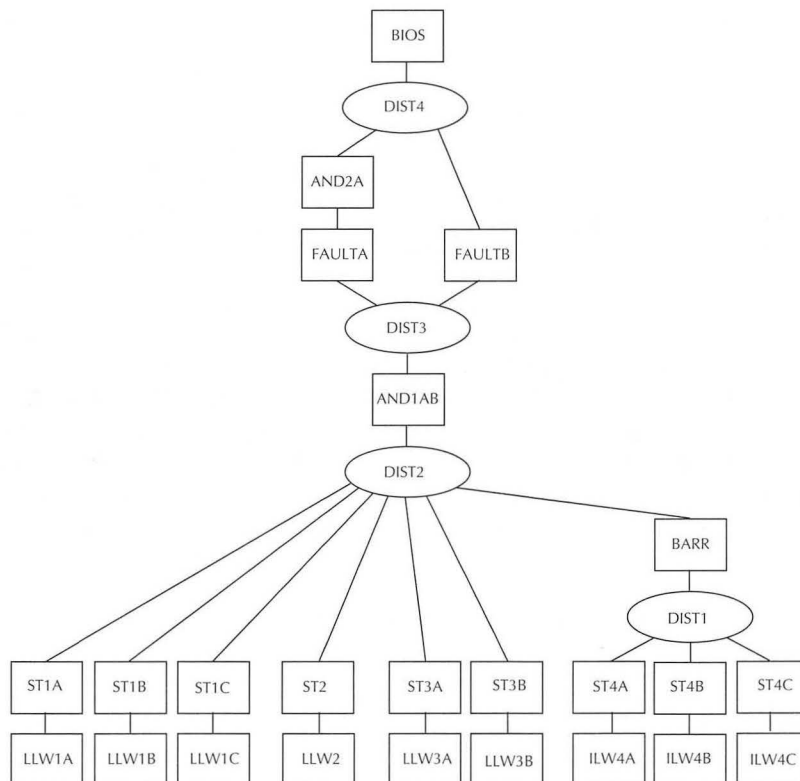 BIOS
DIST4
AND2A
FAULTA FAULTB
DIST3
AND1AB
DIST2
BARR
DIST1
ST1A ST1B ST1C ST2 ST3A ST3B ST4A ST4B ST4C
LLW1A LLW1B LLW1C LLW2 LLW3A LLW3B ILW4A ILW4B ILW4C